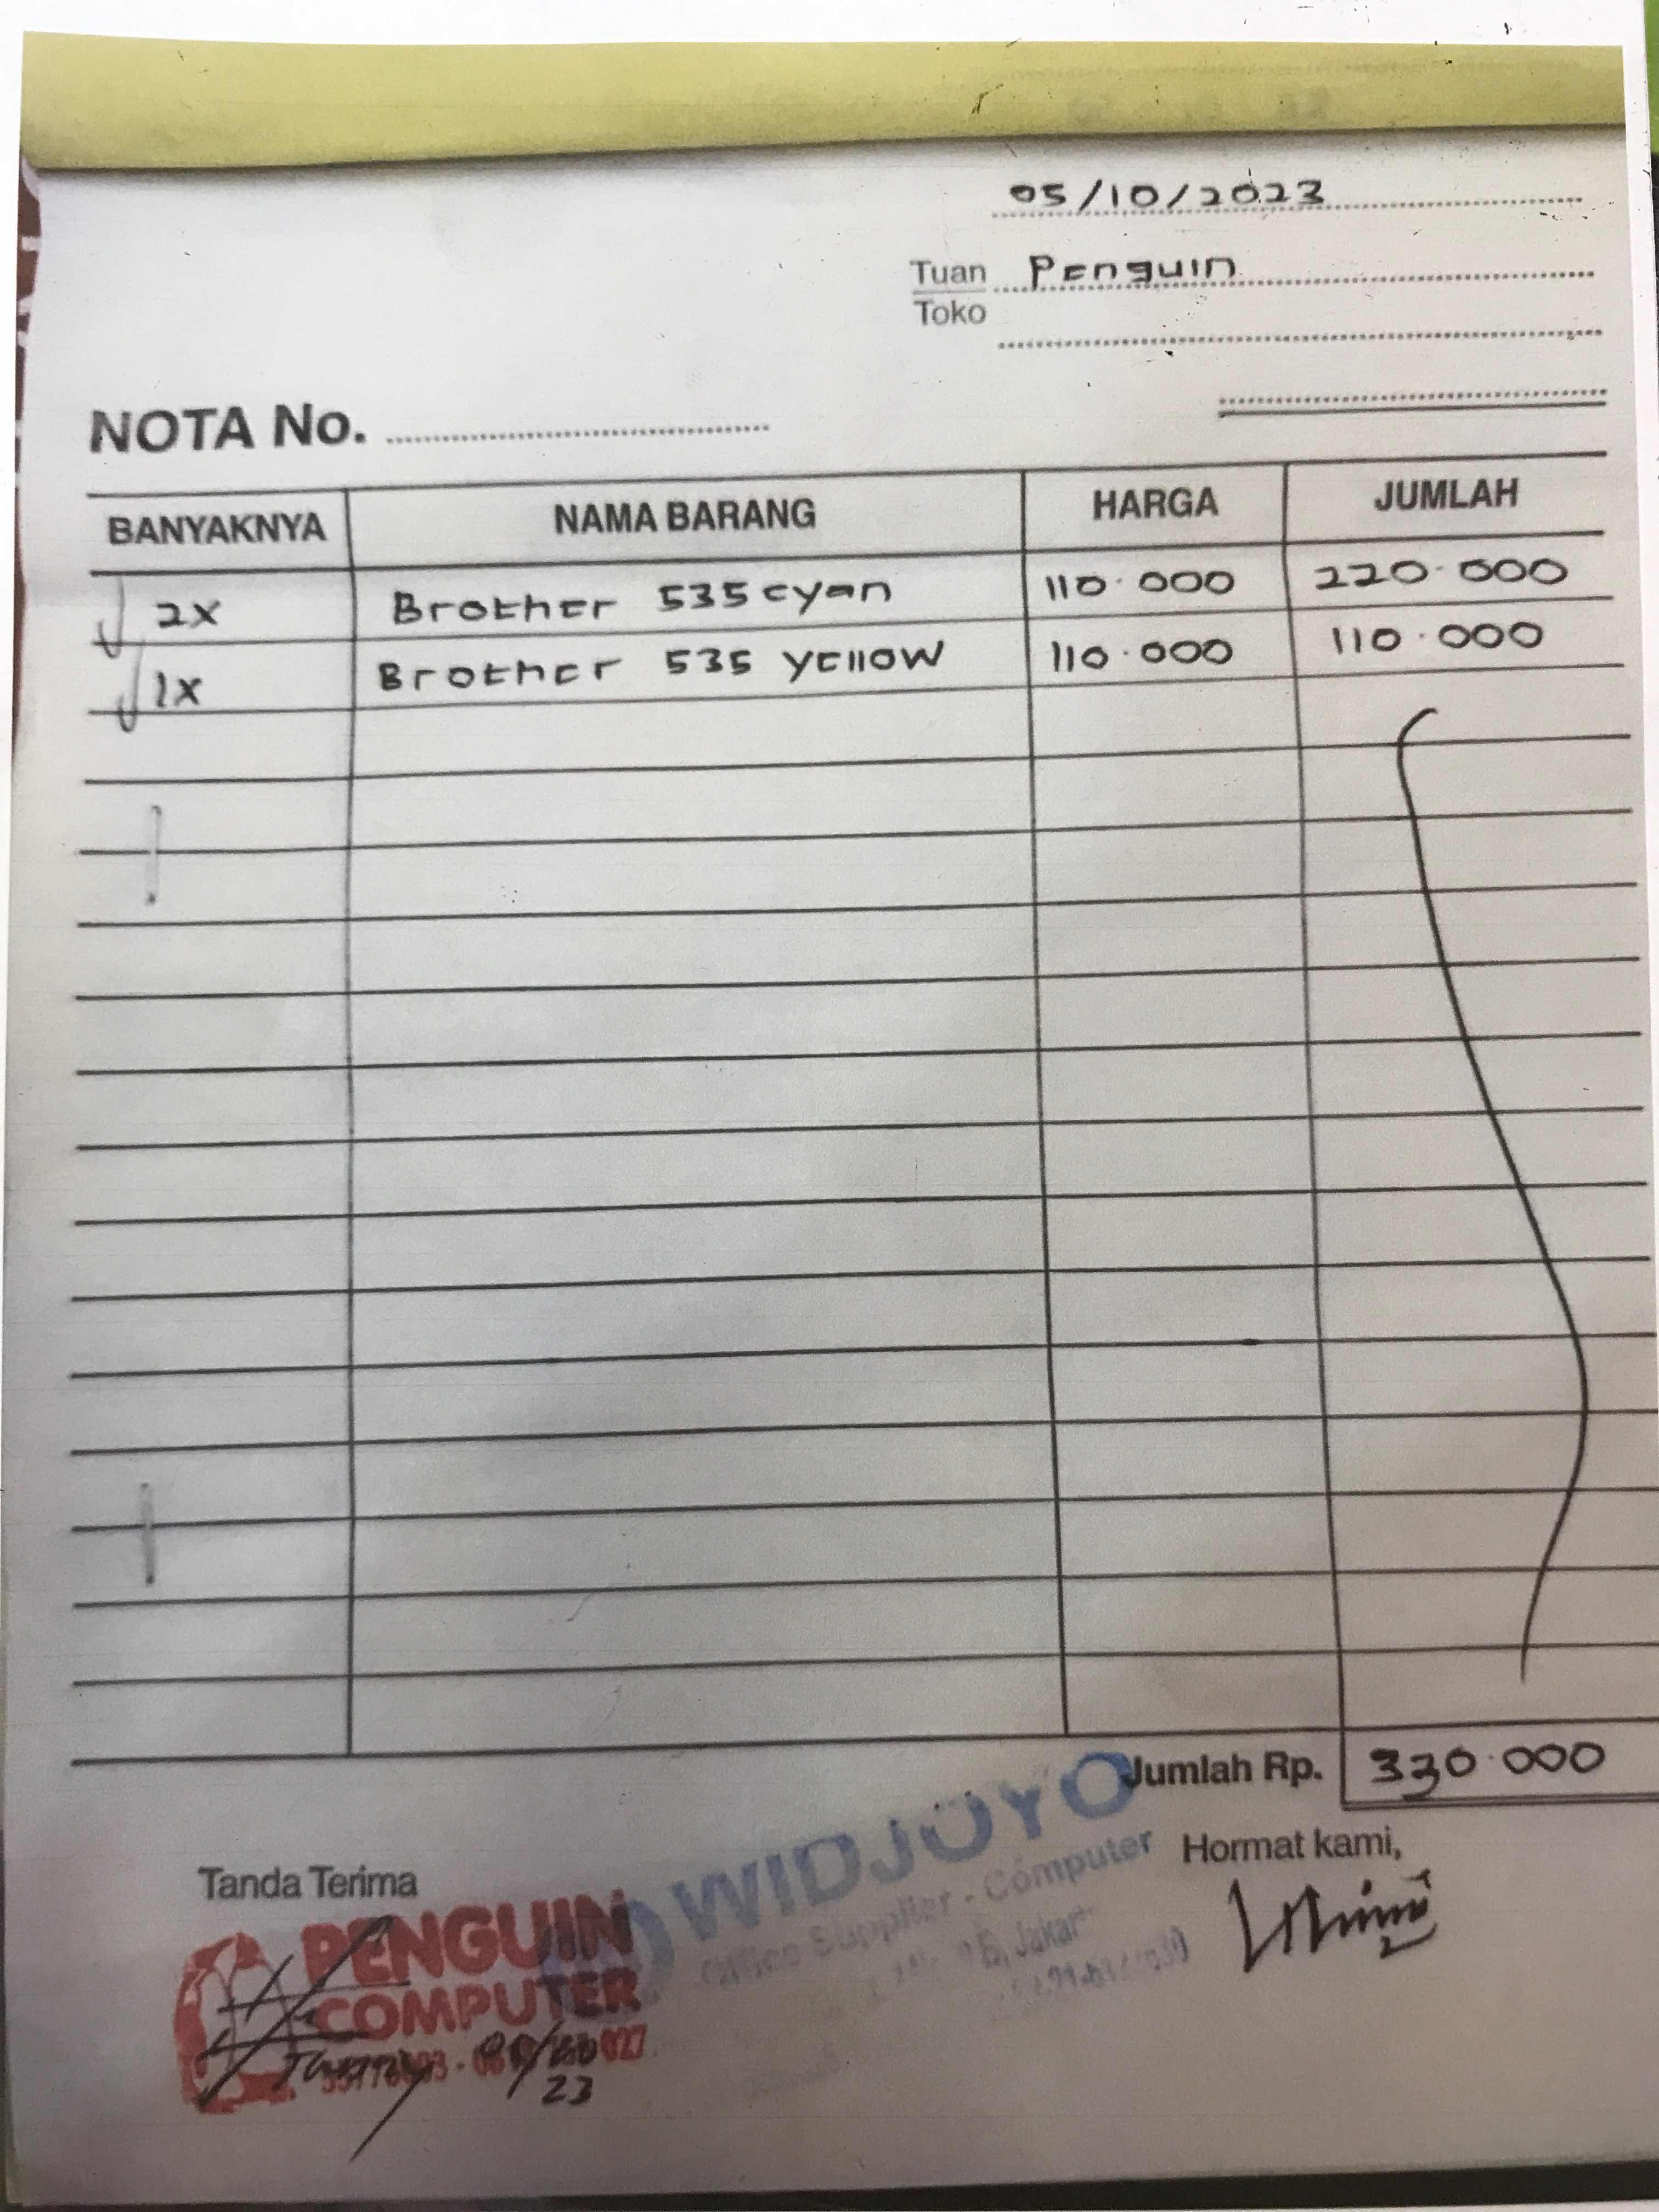 05/10/2023
Tuan Penguin
Toko
NOTA No.
BANYAKNYA NAMA BARANG HARGA JUMLAH
2x Brother 535 cyan 110.000 220.000
1x Brother 535 yellow 110.000 110.000
Jumlah Rp. 330.000
Tanda Terima Hormat kami,
WIDJOYO
Office Supplier - Computer
PENGUIN
COMPUTER
23